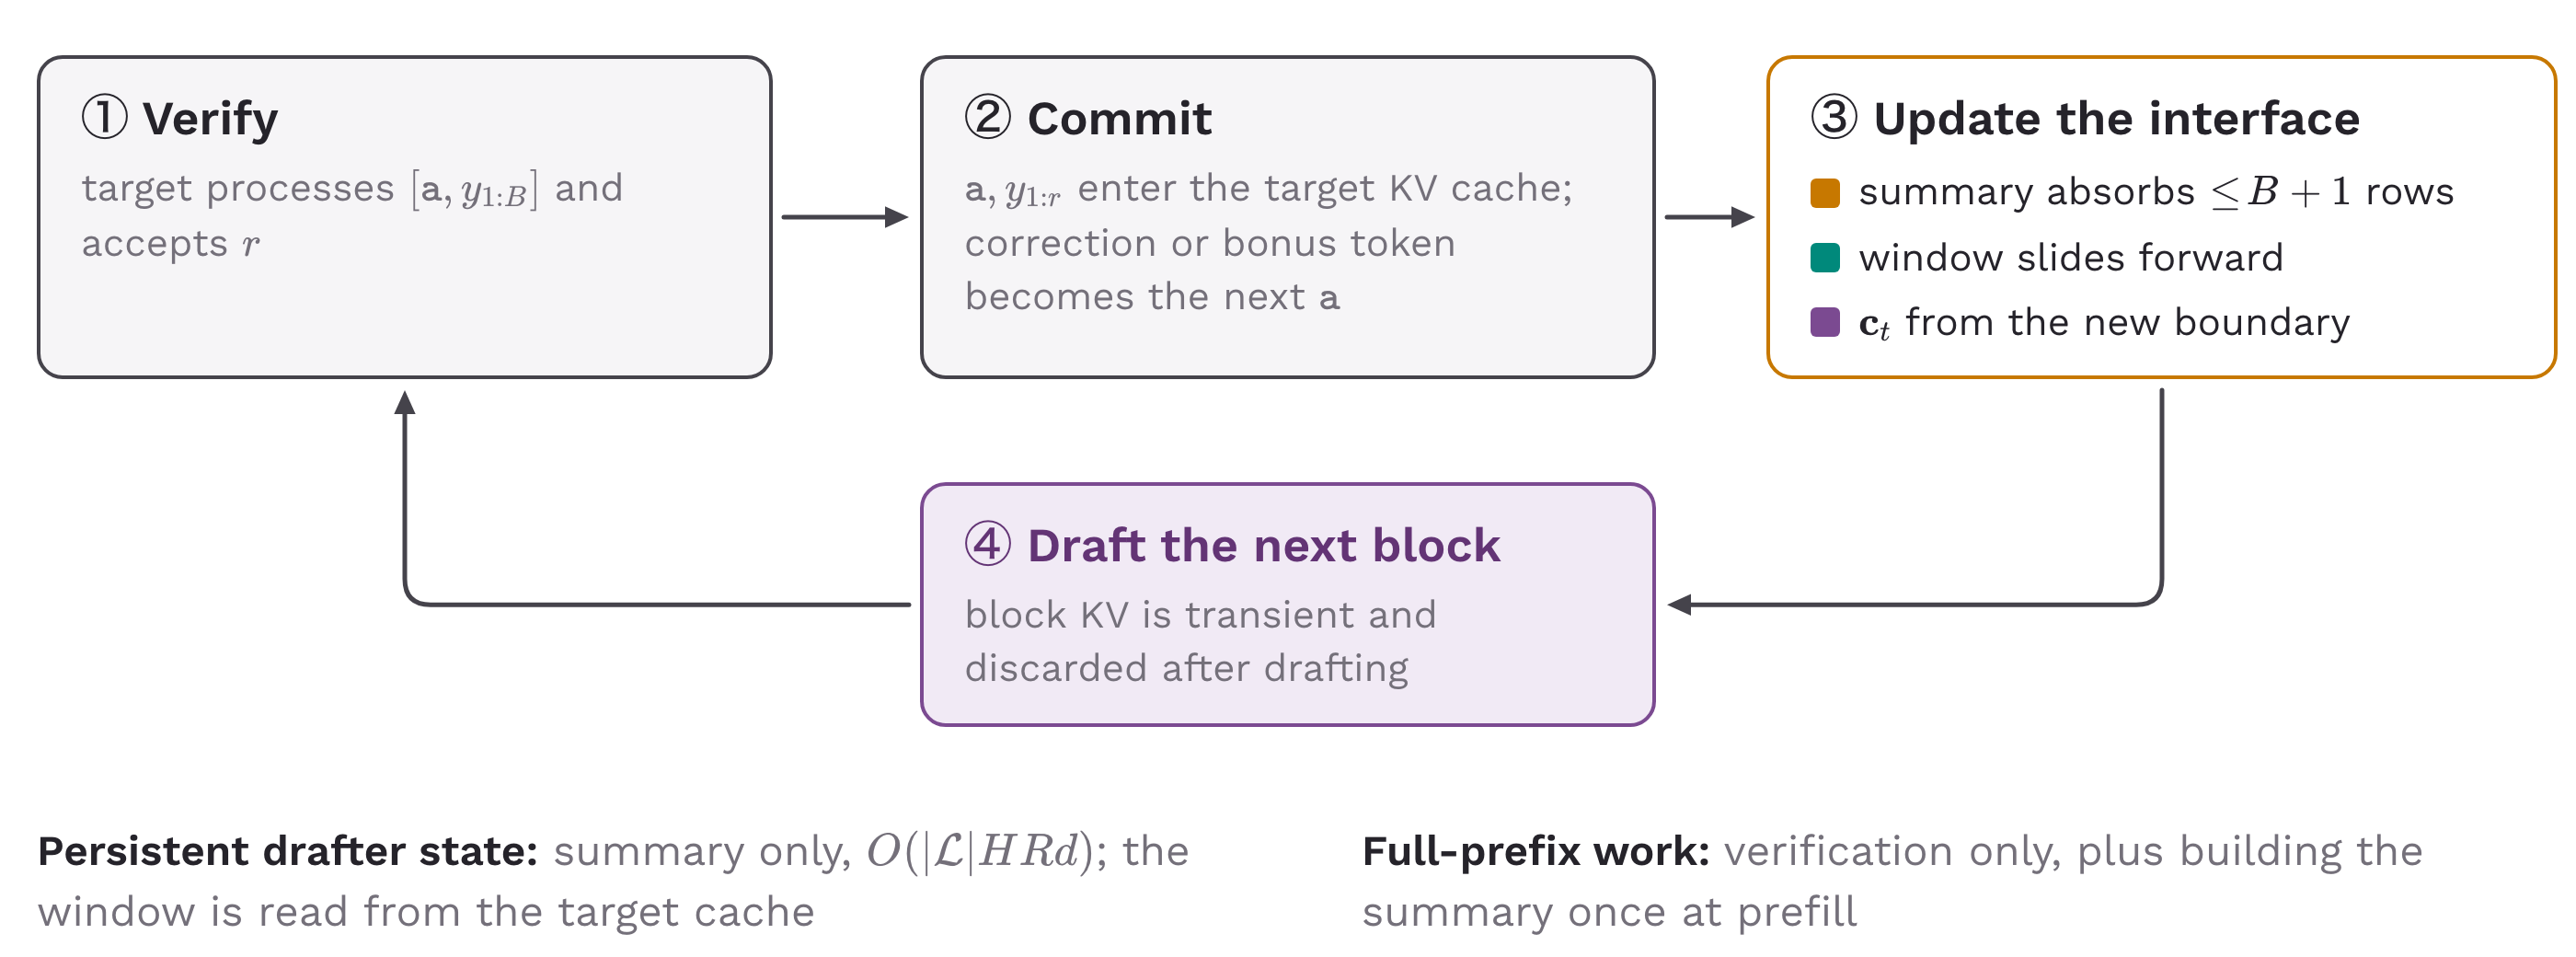 ① Verify
target processes [a, y₁:B] and
accepts r
② Commit
a, y₁:r enter the target KV cache;
correction or bonus token
becomes the next a
③ Update the interface
summary absorbs ≤ B + 1 rows
window slides forward
cₜ from the new boundary
④ Draft the next block
block KV is transient and
discarded after drafting
Persistent drafter state: summary only, O(|ℒ|HRd); the
window is read from the target cache
Full-prefix work: verification only, plus building the
summary once at prefill